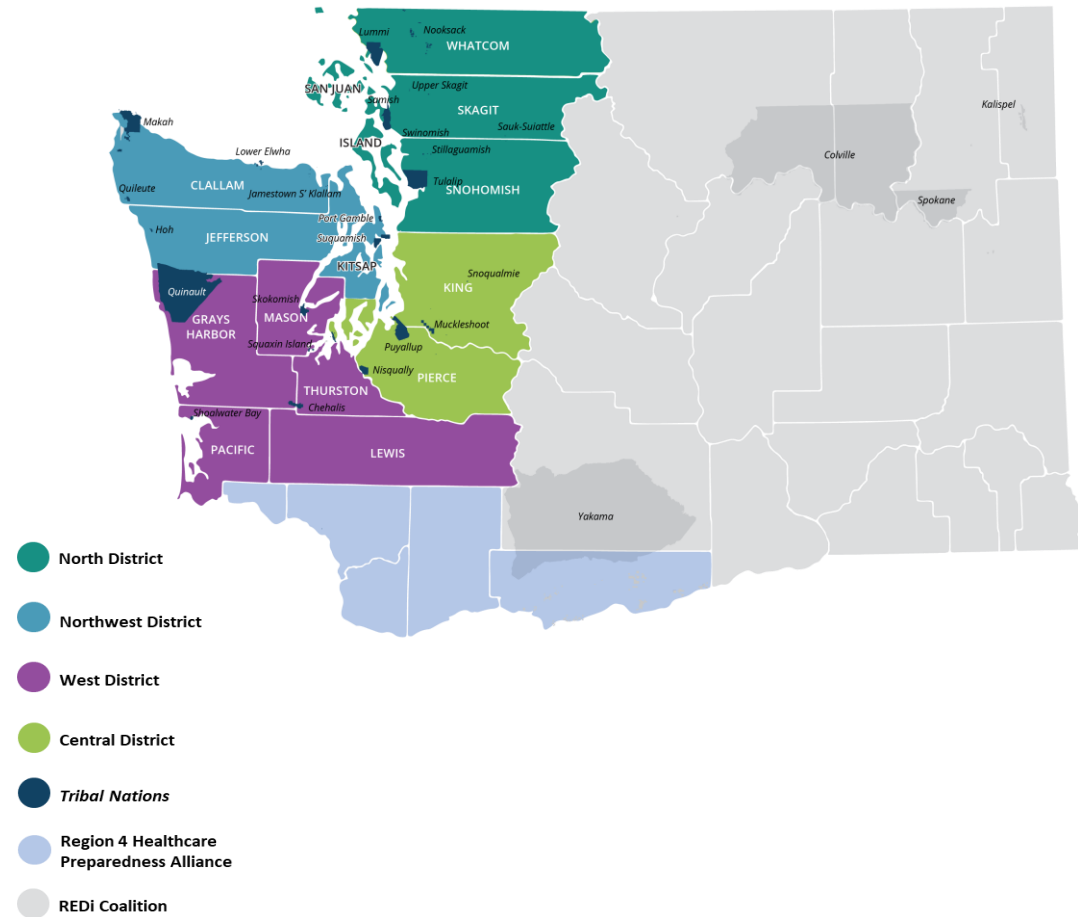 Lummi
Nooksack
WHATCOM
SAN JUAN
Upper Skagit
Samish
SKAGIT
Kalispel
Makah
Swinomish
Sauk-Suiattle
ISLAND
Stillaguamish
Lower Elwha
Colville
Tulalip
Quileute
CLALLAM
Jamestown S' Klallam
SNOHOMISH
Spokane
Port Gamble
Hoh
JEFFERSON
Suquamish
KITSAP
Snoqualmie
KING
Quinault
Skokomish
GRAYS
HARBOR
MASON
Muckleshoot
Squaxin Island
Puyallup
Nisqually
PIERCE
THURSTON
Chehalis
Shoalwater Bay
PACIFIC
LEWIS
Yakama
North District
Northwest District
West District
Central District
Tribal Nations
Region 4 Healthcare
Preparedness Alliance
REDi Coalition